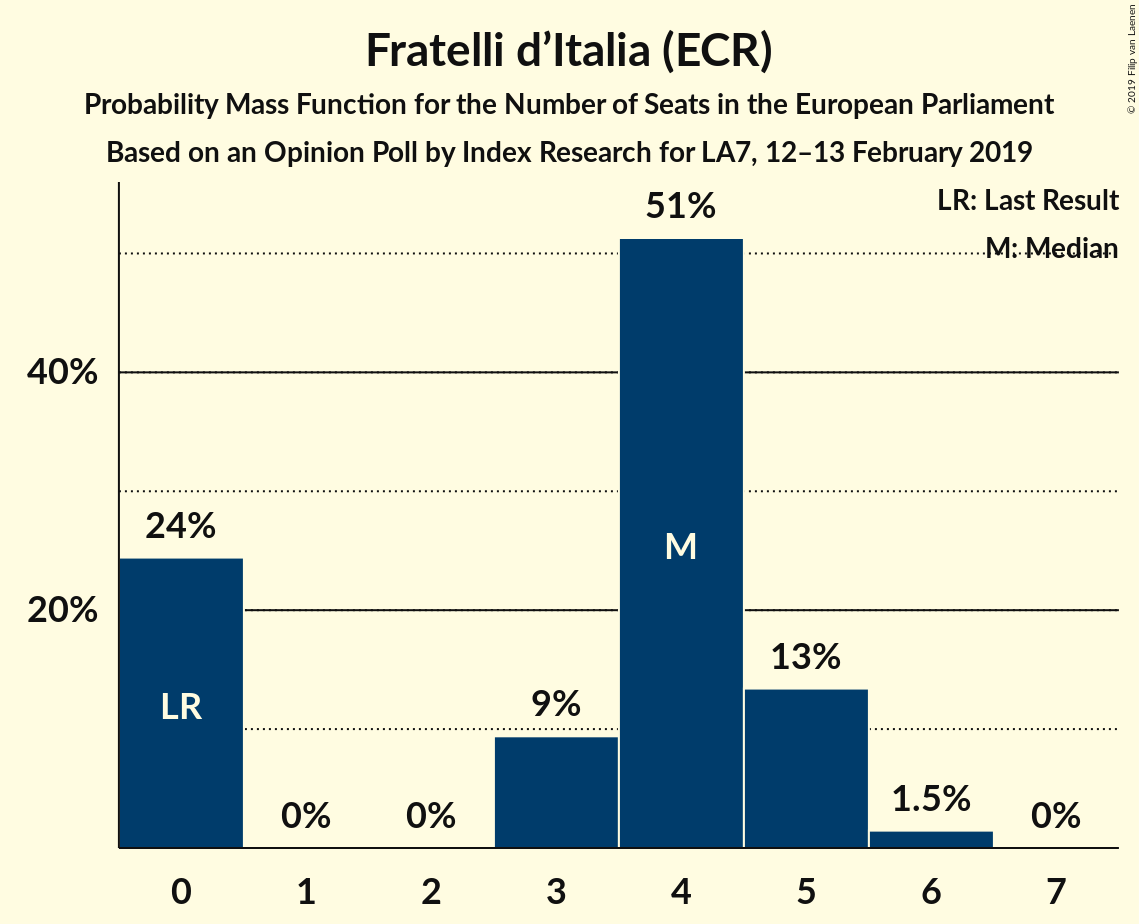 Fratelli d’Italia (ECR)
Probability Mass Function for the Number of Seats in the European Parliament
Based on an Opinion Poll by Index Research for LA7, 12–13 February 2019
© 2019 Filip van Laenen
LR: Last Result
M: Median
51%
40%
24%
M
20%
13%
LR
9%
1.5%
0%
0%
0%
0 1 2 3 4 5 6 7